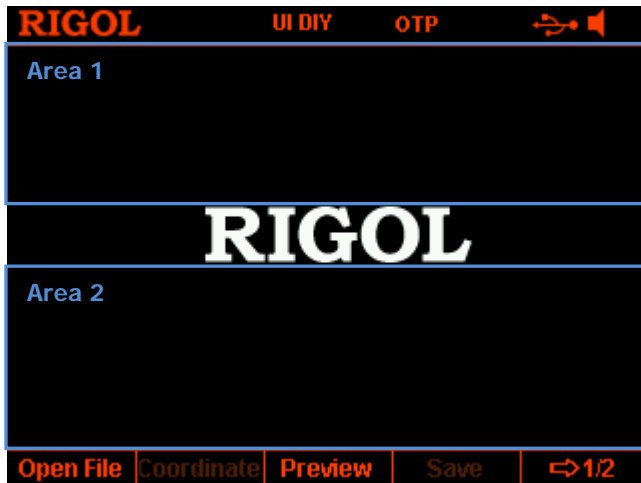 RIGOL UI DIY OTP
Area 1
RIGOL
Area 2
Open File Coordinate Preview Save ⇨1/2